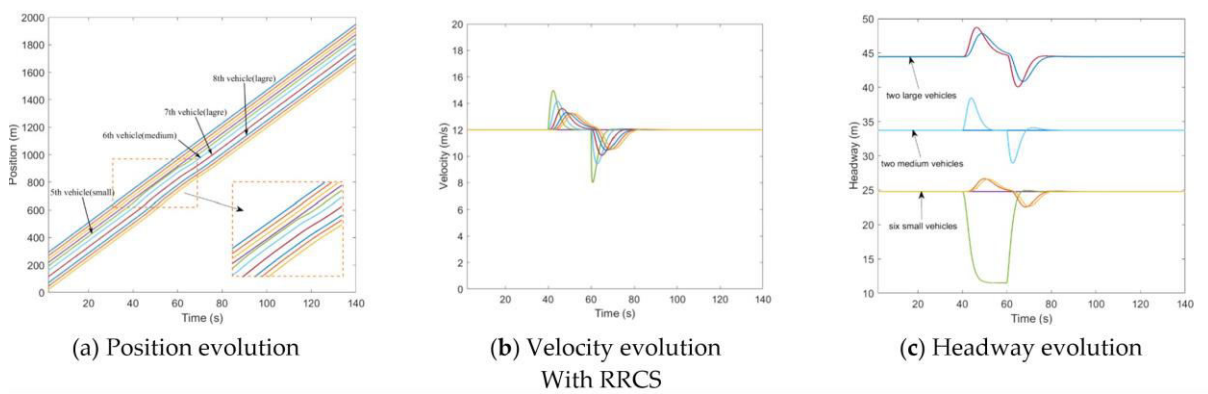 2000
1800
1600
1400
1200
1000
800
600
400
200
0
Position (m)
8th vehicle(lagre)
7th vehicle(lagre)
6th vehicle(medium)
5th vehicle(small)
20 40 60 80 100 120 140
Time (s)
(a) Position evolution
20
18
16
14
12
10
8
6
4
2
0
Velocity (m/s)
20 40 60 80 100 120 140
Time (s)
(b) Velocity evolution
With RRCS
50
45
40
35
30
25
20
15
10
Headway (m)
two large vehicles
two medium vehicles
six small vehicles
20 40 60 80 100 120 140
Time (s)
(c) Headway evolution